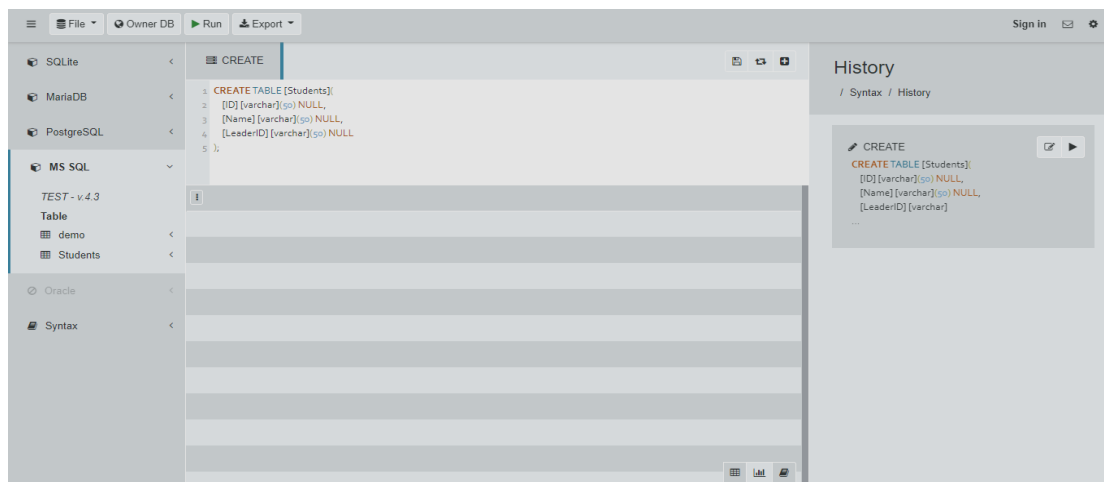 File Owner DB Run Export Sign in
SQLite
MariaDB
PostgreSQL
MS SQL
TEST - v.4.3
Table
demo
Students
Oracle
Syntax
CREATE
1 CREATE TABLE [Students](
2 [ID] [varchar](50) NULL,
3 [Name] [varchar](50) NULL,
4 [LeaderID] [varchar](50) NULL
5 );
History
/ Syntax / History
CREATE
CREATE TABLE [Students](
[ID] [varchar](50) NULL,
[Name] [varchar](50) NULL,
[LeaderID] [varchar]
...